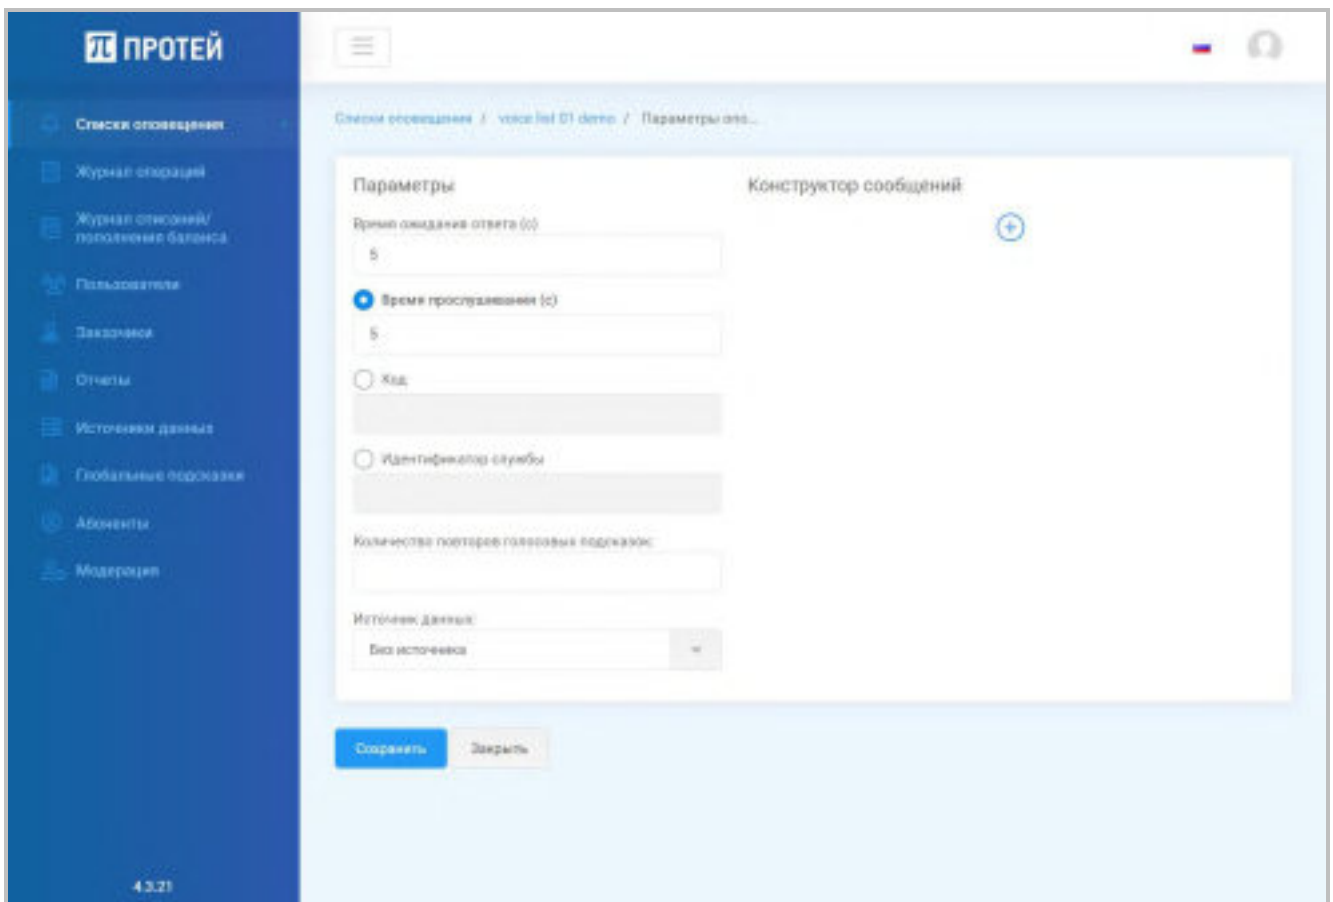 ПРОТЕЙ
Списки оповещения
Журнал операций
Журнал списаний/
пополнения баланса
Пользователи
Заказчики
Отчеты
Источники данных
Глобальные подсказки
Абоненты
Модерация
4.3.21
Списки оповещения / voice list 01 demo / Параметры опо...
Параметры
Время ожидания ответа (с)
5
Время прослушивания (с)
5
Код
Идентификатор службы
Количество повторов голосовых подсказок:
Источник данных:
Без источника
Конструктор сообщений
Сохранить
Закрыть